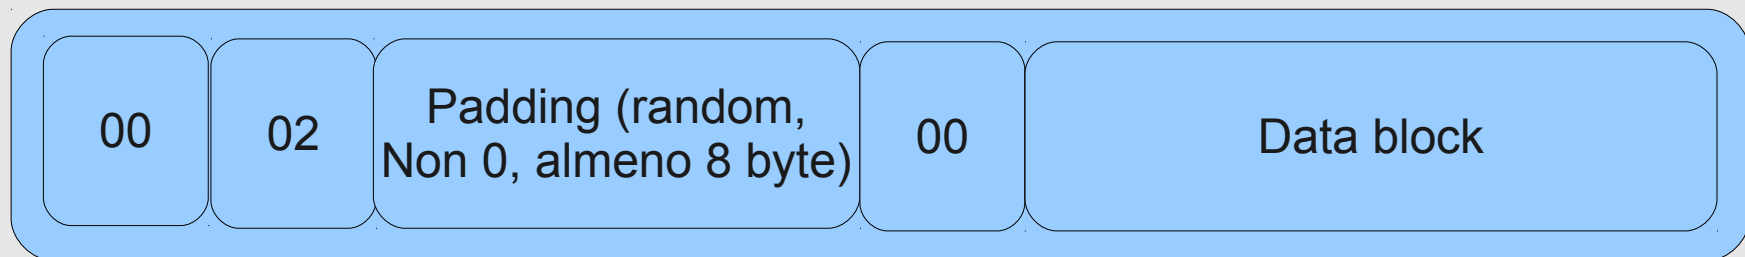 00
02
Padding (random,
Non 0, almeno 8 byte)
00
Data block